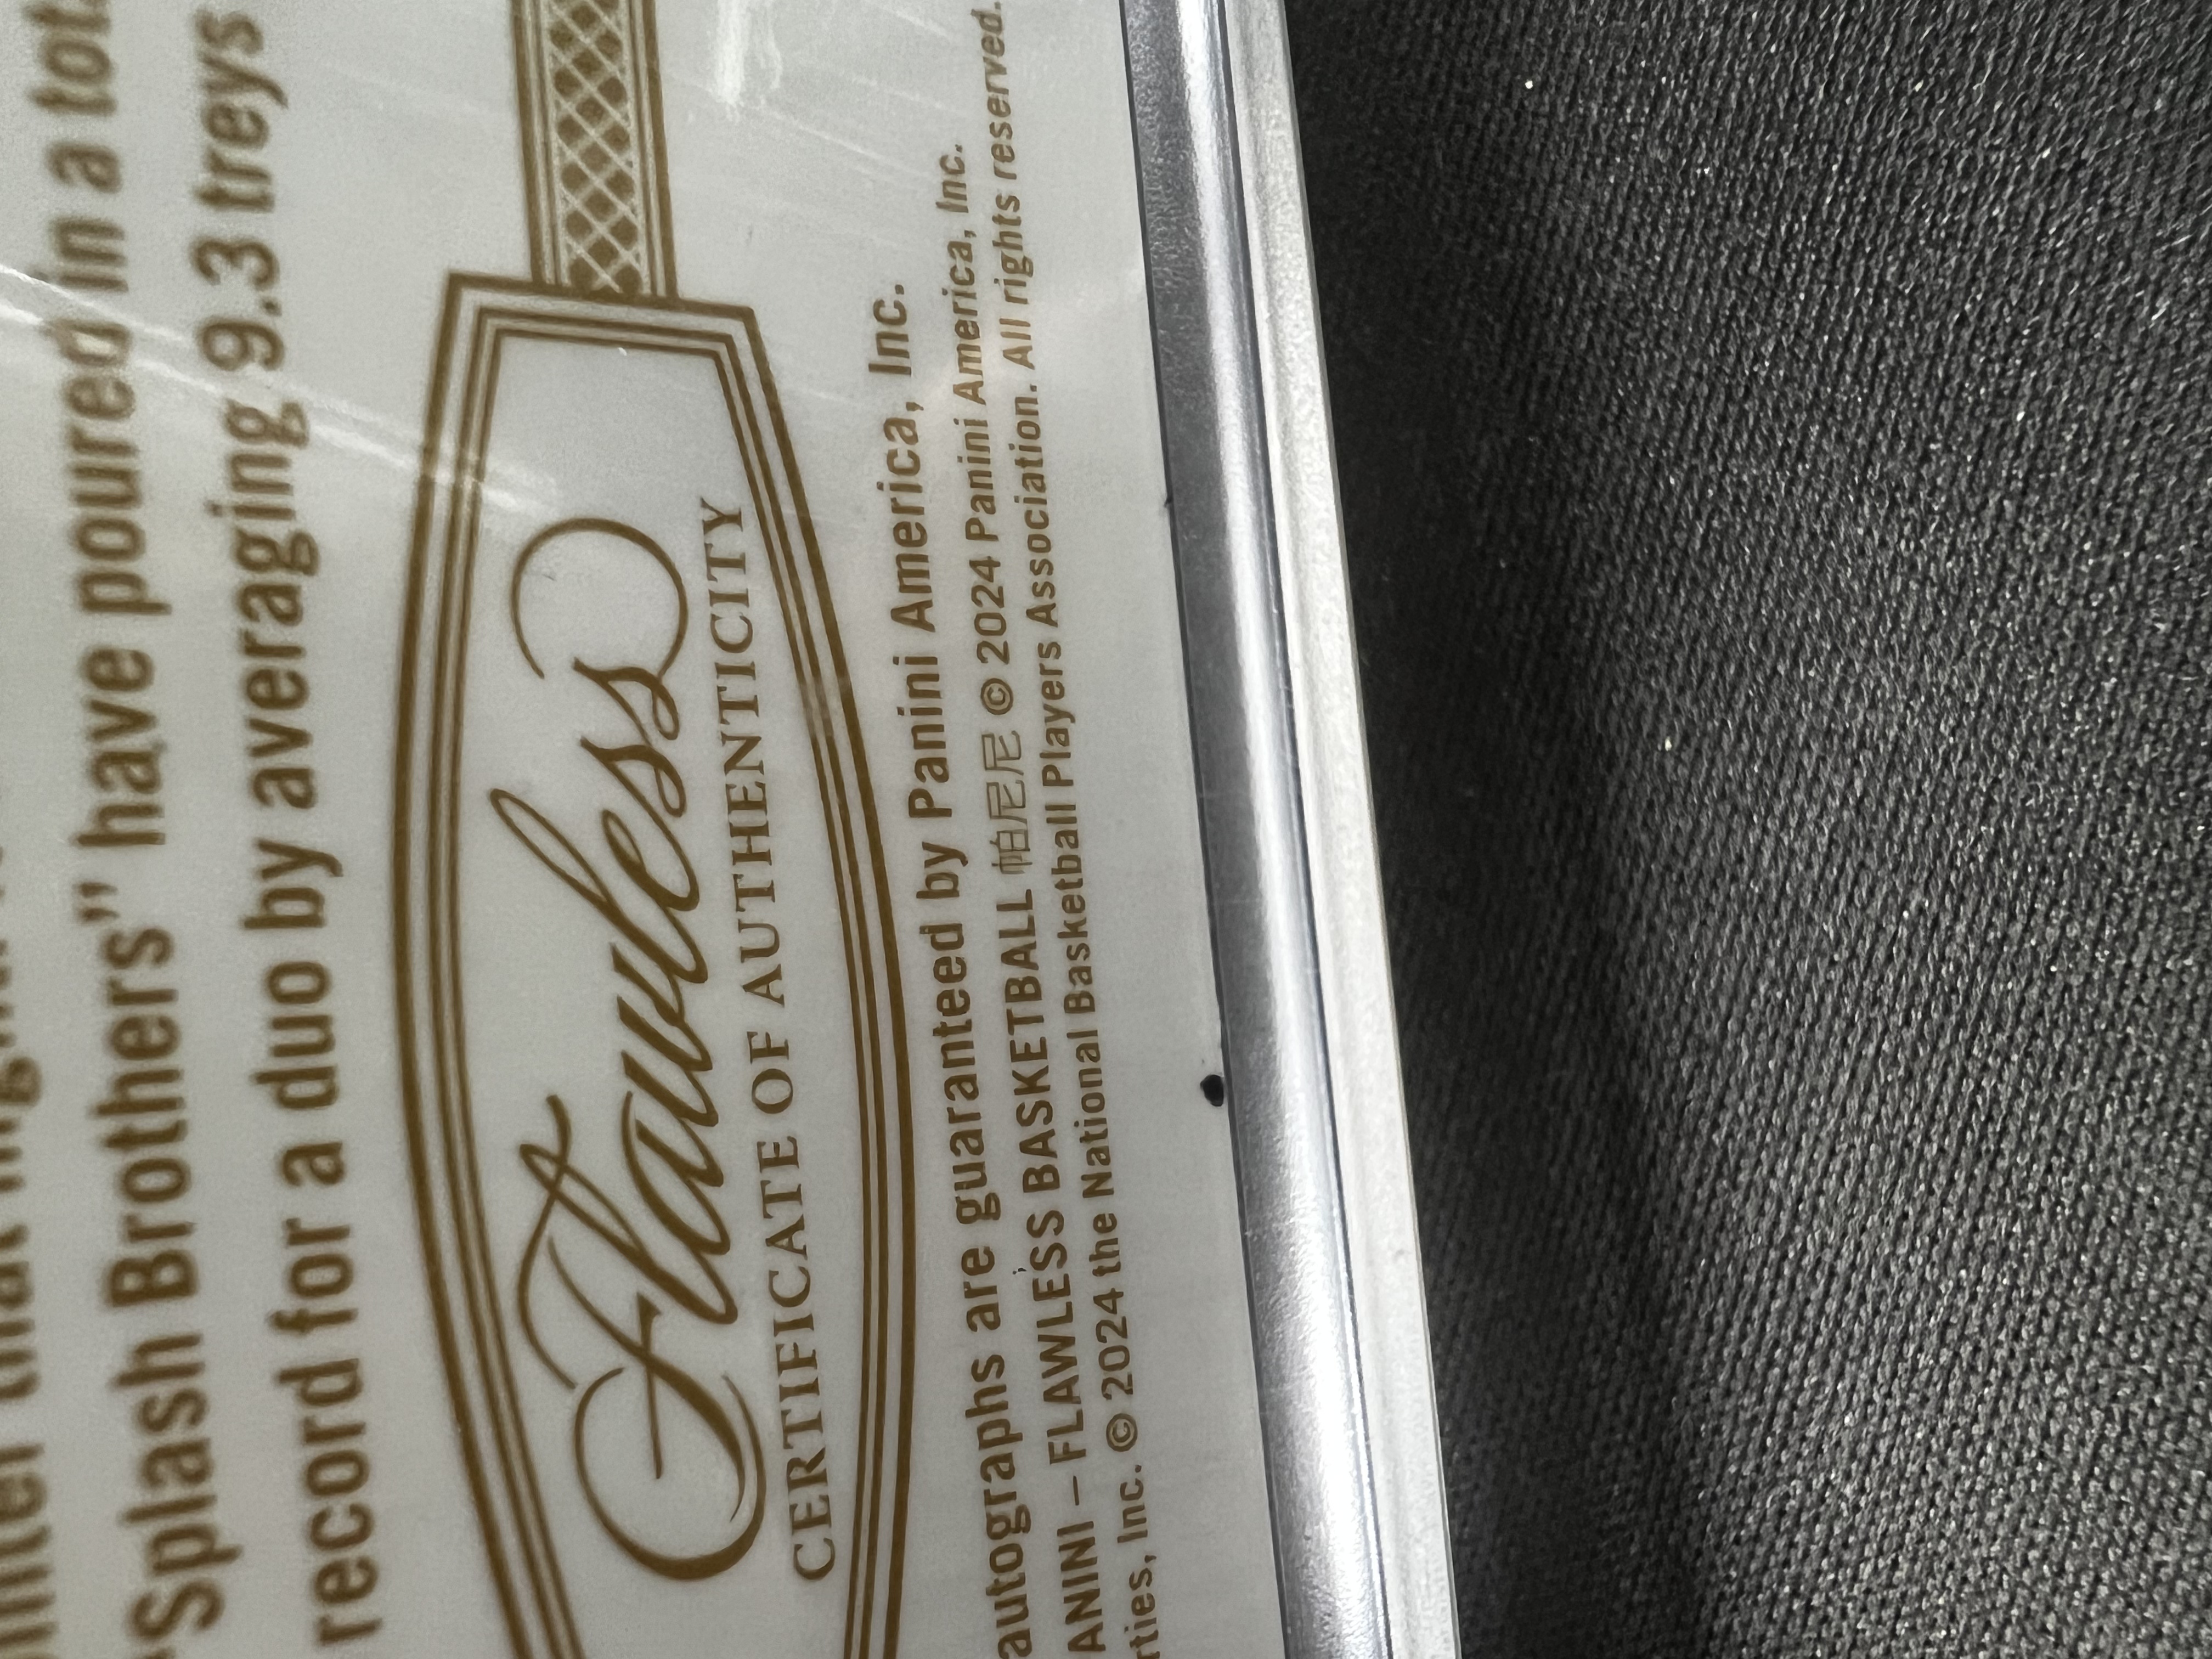 in a
"Splash Brothers" have poured in a
record for a duo by averaging 9.3 treys
Flawless
CERTIFICATE OF AUTHENTICITY
autographs are guaranteed by Panini America, Inc.
ANINI – FLAWLESS BASKETBALL 帕尼尼 © 2024 Panini America, Inc.
rties, Inc. © 2024 the National Basketball Players Association. All rights reserved.